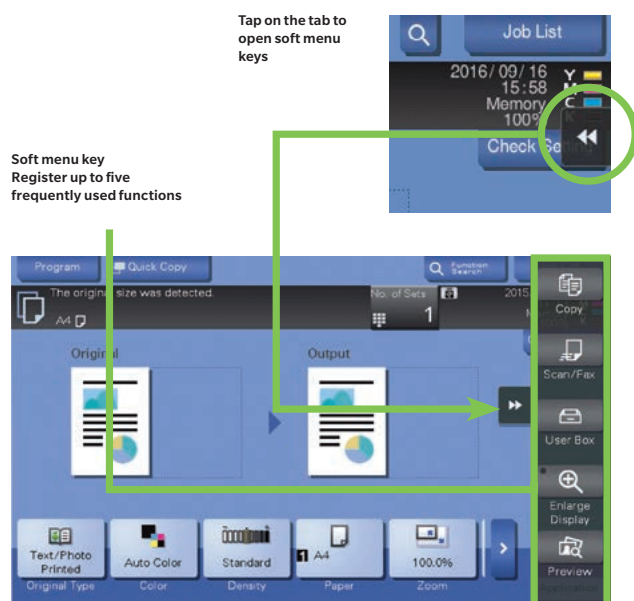 Tap on the tab to
open soft menu
keys
Job List
2016/ 09/ 16
15:58
Memory
100%
Y
M
C
K
Check Setting
Soft menu key
Register up to five
frequently used functions
Program
Quick Copy
Function
Search
The original size was detected.
A4
No. of Sets
1
2015
Original
Output
Copy
Scan/Fax
User Box
Enlarge
Display
Preview
Application
Text/Photo
Printed
Auto Color
Standard
1 A4
100.0%
Original Type
Color
Density
Paper
Zoom